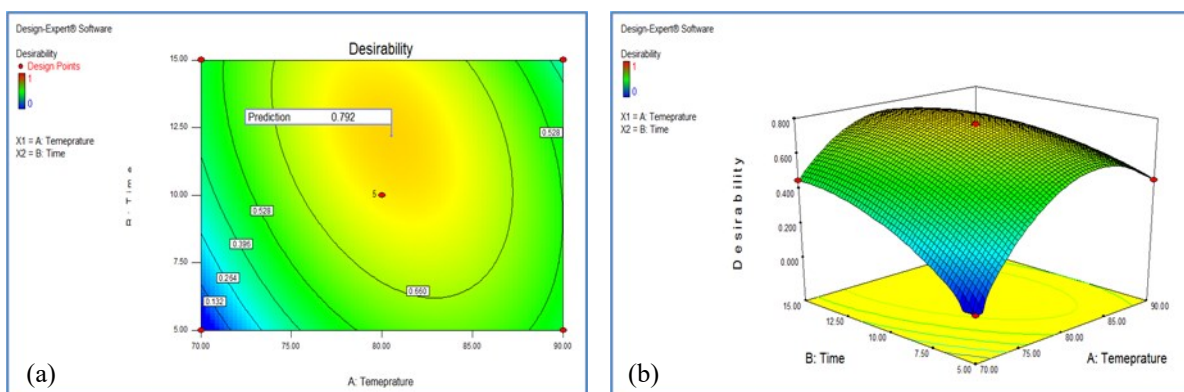 Design-Expert® Software
Desirability
Design Points
1
0
X1 = A: Temeprature
X2 = B: Time
Desirability
15.00
12.50
10.00
7.50
5.00
70.00
75.00
80.00
85.00
90.00
A: Temeprature
Prediction 0.792
5
0.528
0.528
0.396
0.264
0.132
0.660
(a)
Design-Expert® Software
Desirability
1
0
X1 = A: Temeprature
X2 = B: Time
Desirability
0.800
0.600
0.400
0.200
0.000
15.00
12.50
10.00
7.50
5.00
B: Time
70.00
75.00
80.00
85.00
90.00
A: Temeprature
(b)